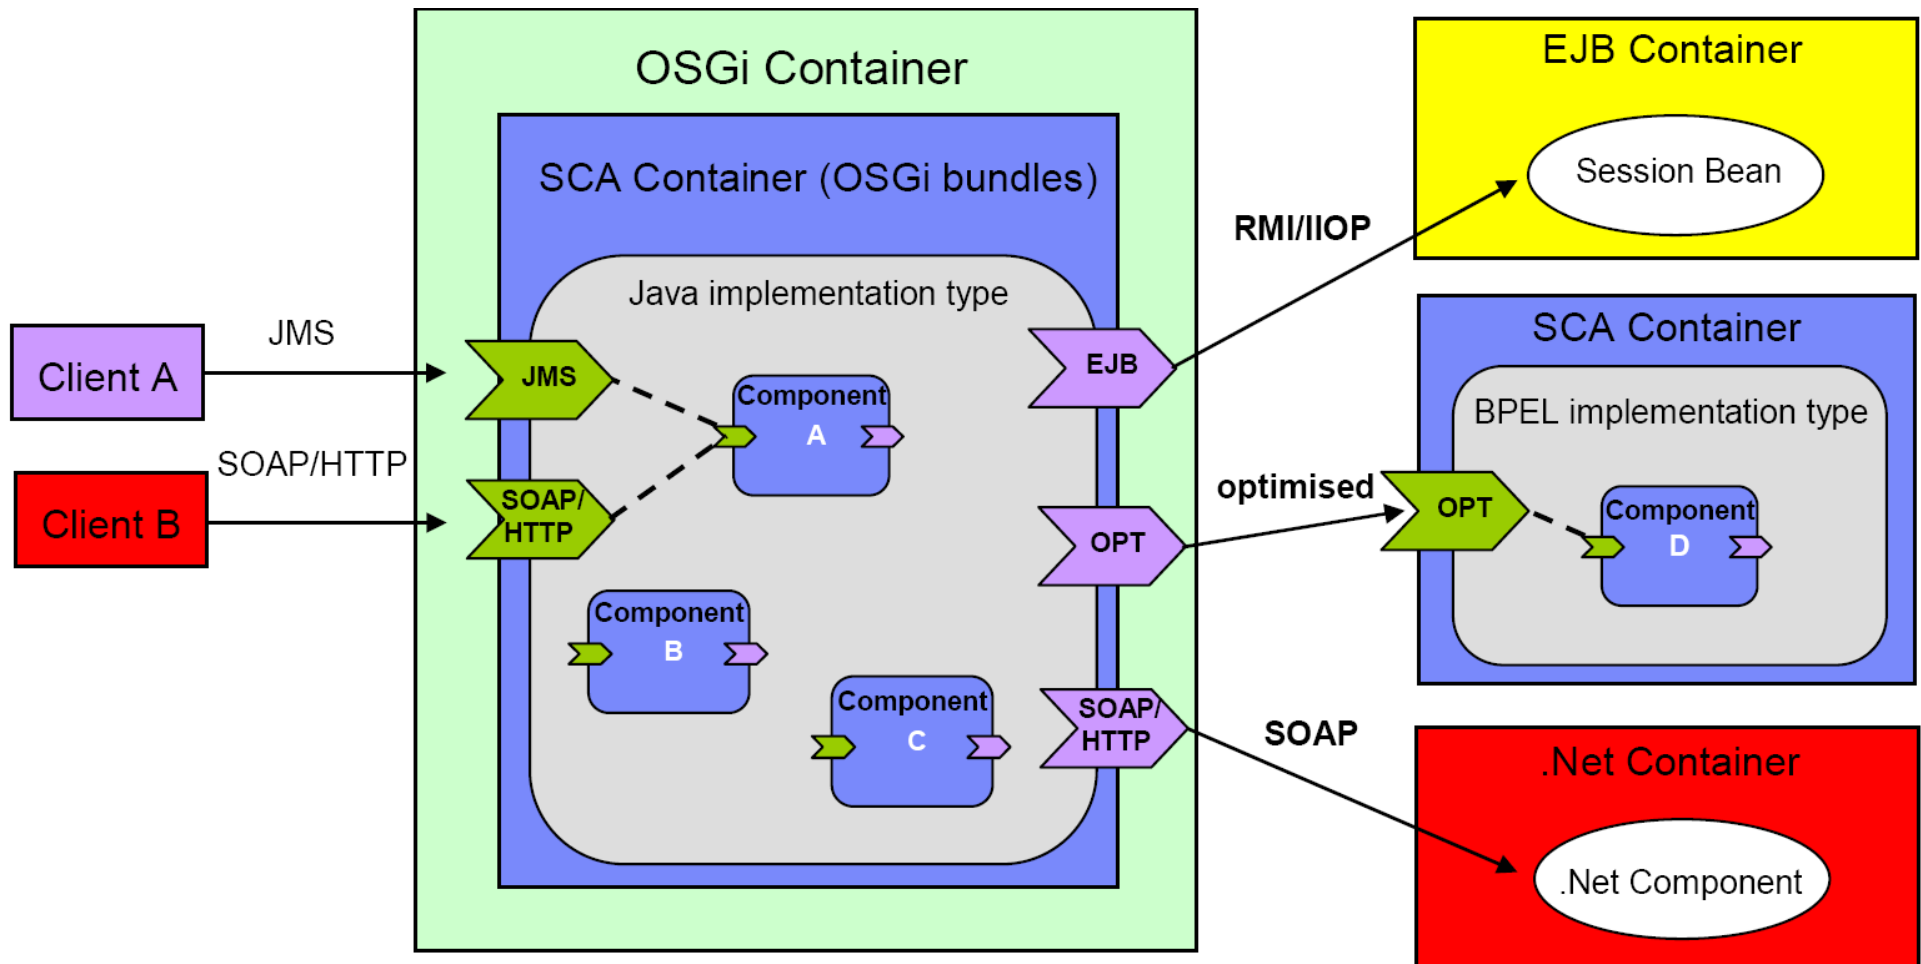 OSGi Container
SCA Container (OSGi bundles)
Java implementation type
Client A
JMS
JMS
Client B
SOAP/HTTP
SOAP/
HTTP
Component
A
Component
B
Component
C
EJB
OPT
SOAP/
HTTP
RMI/IIOP
optimised
SOAP
EJB Container
Session Bean
SCA Container
BPEL implementation type
OPT
Component
D
.Net Container
.Net Component